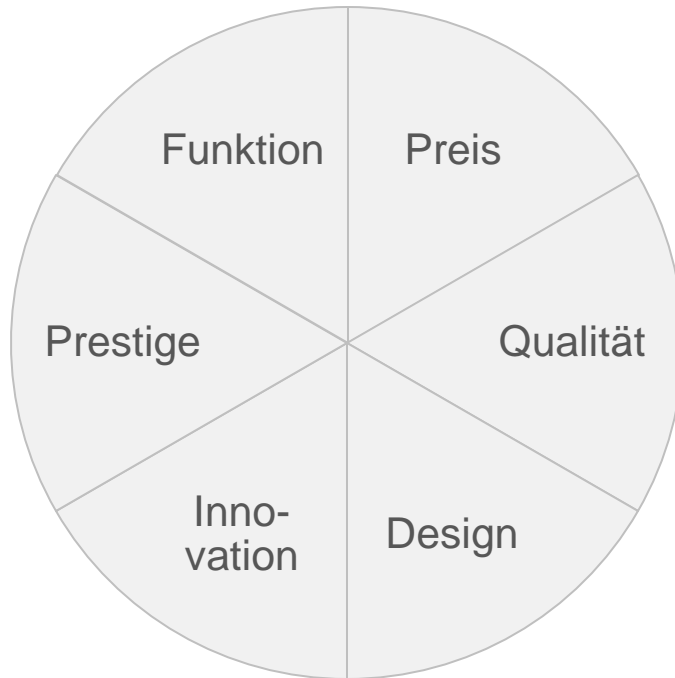 Funktion
Preis
Prestige
Qualität
Inno-
vation
Design